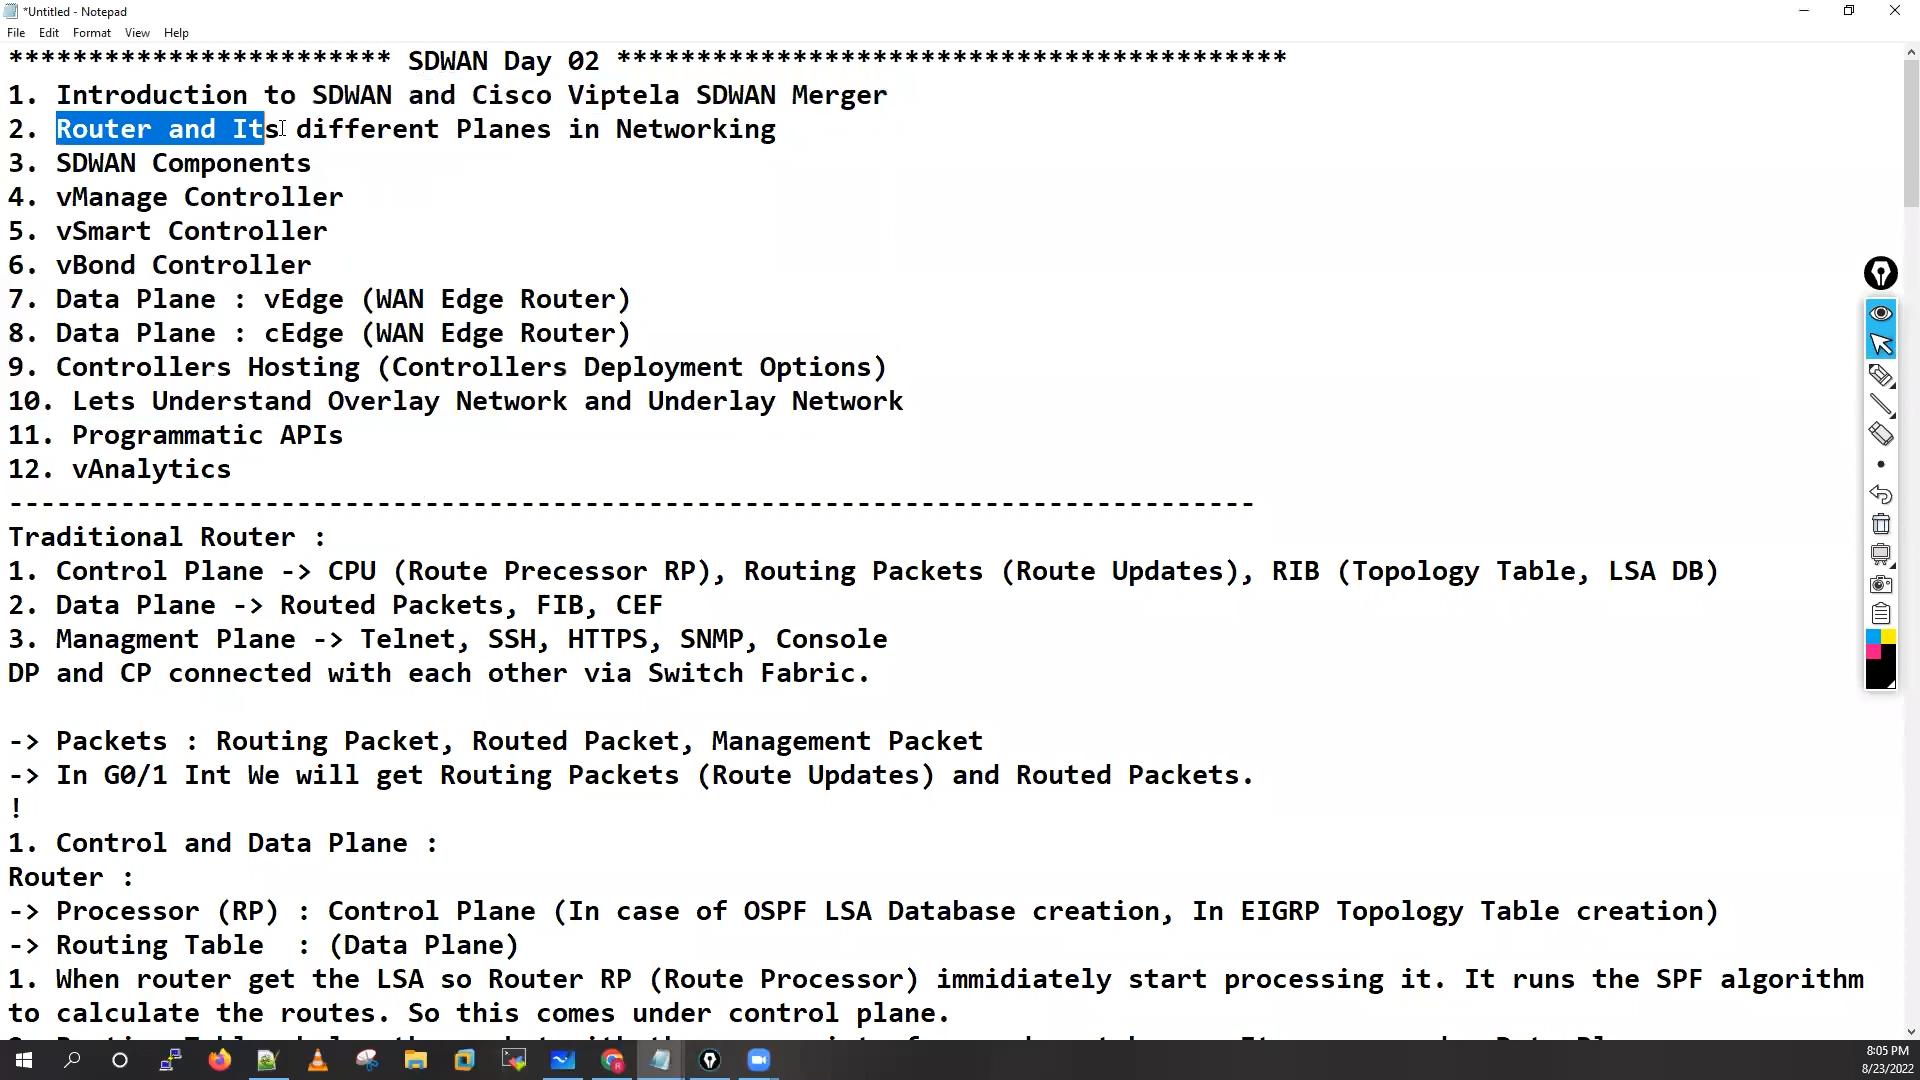 *Untitled - Notepad
File Edit Format View Help
************************ SDWAN Day 02 ******************************************
1. Introduction to SDWAN and Cisco Viptela SDWAN Merger
2. Router and Its different Planes in Networking
3. SDWAN Components
4. vManage Controller
5. vSmart Controller
6. vBond Controller
7. Data Plane : vEdge (WAN Edge Router)
8. Data Plane : cEdge (WAN Edge Router)
9. Controllers Hosting (Controllers Deployment Options)
10. Lets Understand Overlay Network and Underlay Network
11. Programmatic APIs
12. vAnalytics
------------------------------------------------------------------------------
Traditional Router :
1. Control Plane -> CPU (Route Precessor RP), Routing Packets (Route Updates), RIB (Topology Table, LSA DB)
2. Data Plane -> Routed Packets, FIB, CEF
3. Managment Plane -> Telnet, SSH, HTTPS, SNMP, Console
DP and CP connected with each other via Switch Fabric.
-> Packets : Routing Packet, Routed Packet, Management Packet
-> In G0/1 Int We will get Routing Packets (Route Updates) and Routed Packets.
!
1. Control and Data Plane :
Router :
-> Processor (RP) : Control Plane (In case of OSPF LSA Database creation, In EIGRP Topology Table creation)
-> Routing Table  : (Data Plane)
1. When router get the LSA so Router RP (Route Processor) immidiately start processing it. It runs the SPF algorithm
to calculate the routes. So this comes under control plane.
8:05 PM
8/23/2022